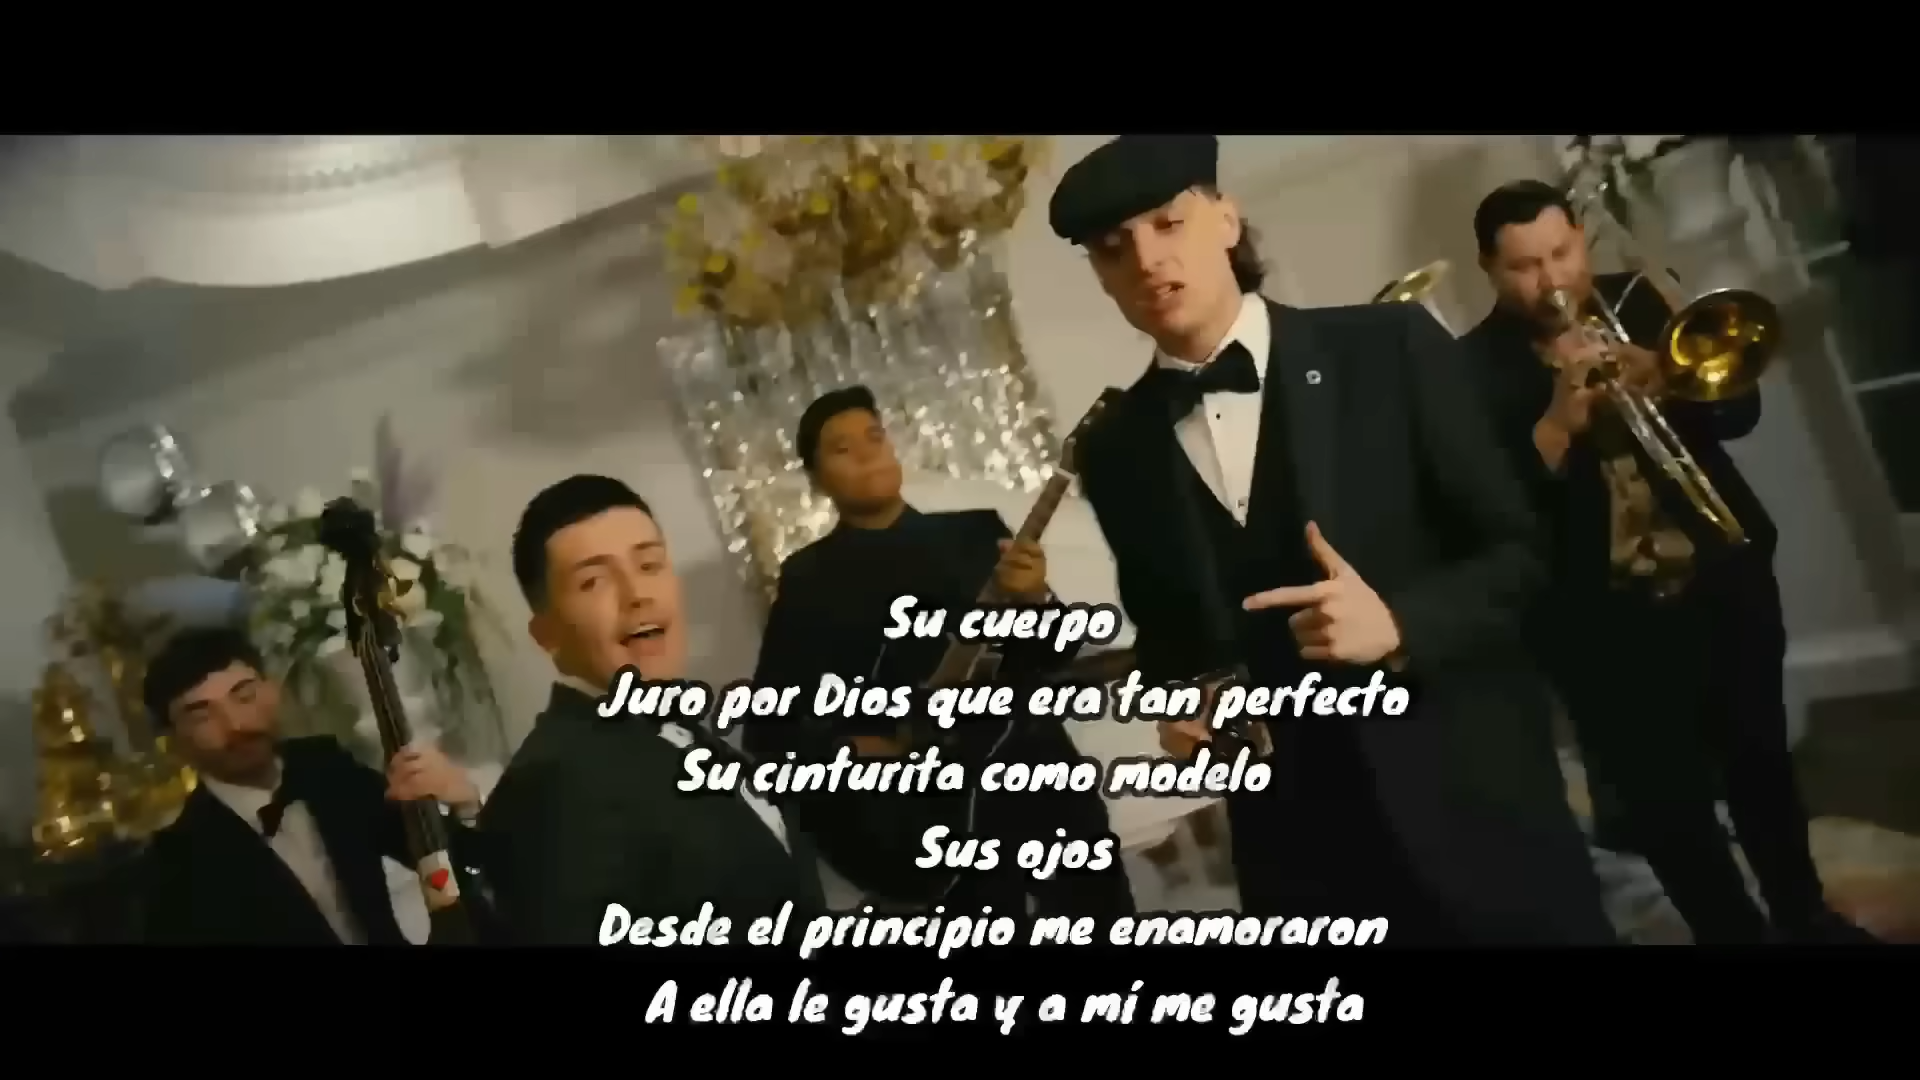 Su cuerpo
Juro por Dios que era tan perfecto
Su cinturita como modelo
Sus ojos
Desde el principio me enamoraron
A ella le gusta y a mí me gusta